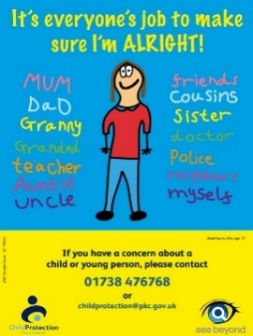 It's everyone's job to make
sure I'm ALRIGHT!
MUM
DaD
Granny
Grandad
teacher
Auntie
uncle
friends
Cousins
Sister
doctor
Police
neighbours
myself
If you have a concern about a
child or young person, please contact
01738 476768
or
childprotection@pkc.gov.uk
ChildProtection
see beyond